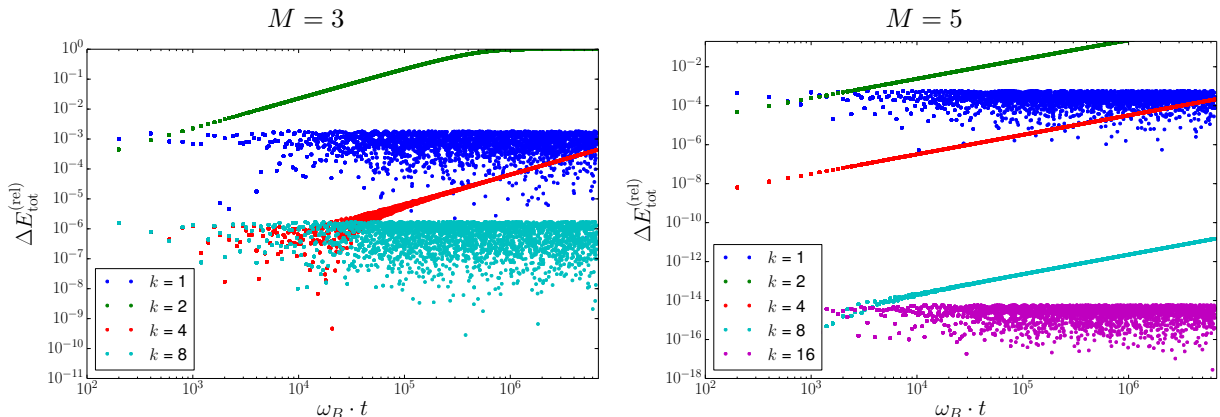 M = 3
10^0
10^-1
10^-2
10^-3
10^-4
10^-5
10^-6
10^-7
10^-8
10^-9
10^-10
10^-11
ΔE_tot^(rel)
k = 1
k = 2
k = 4
k = 8
10^2 10^3 10^4 10^5 10^6
ω_B · t
M = 5
10^-2
10^-4
10^-6
10^-8
10^-10
10^-12
10^-14
10^-16
10^-18
ΔE_tot^(rel)
k = 1
k = 2
k = 4
k = 8
k = 16
10^2 10^3 10^4 10^5 10^6
ω_B · t